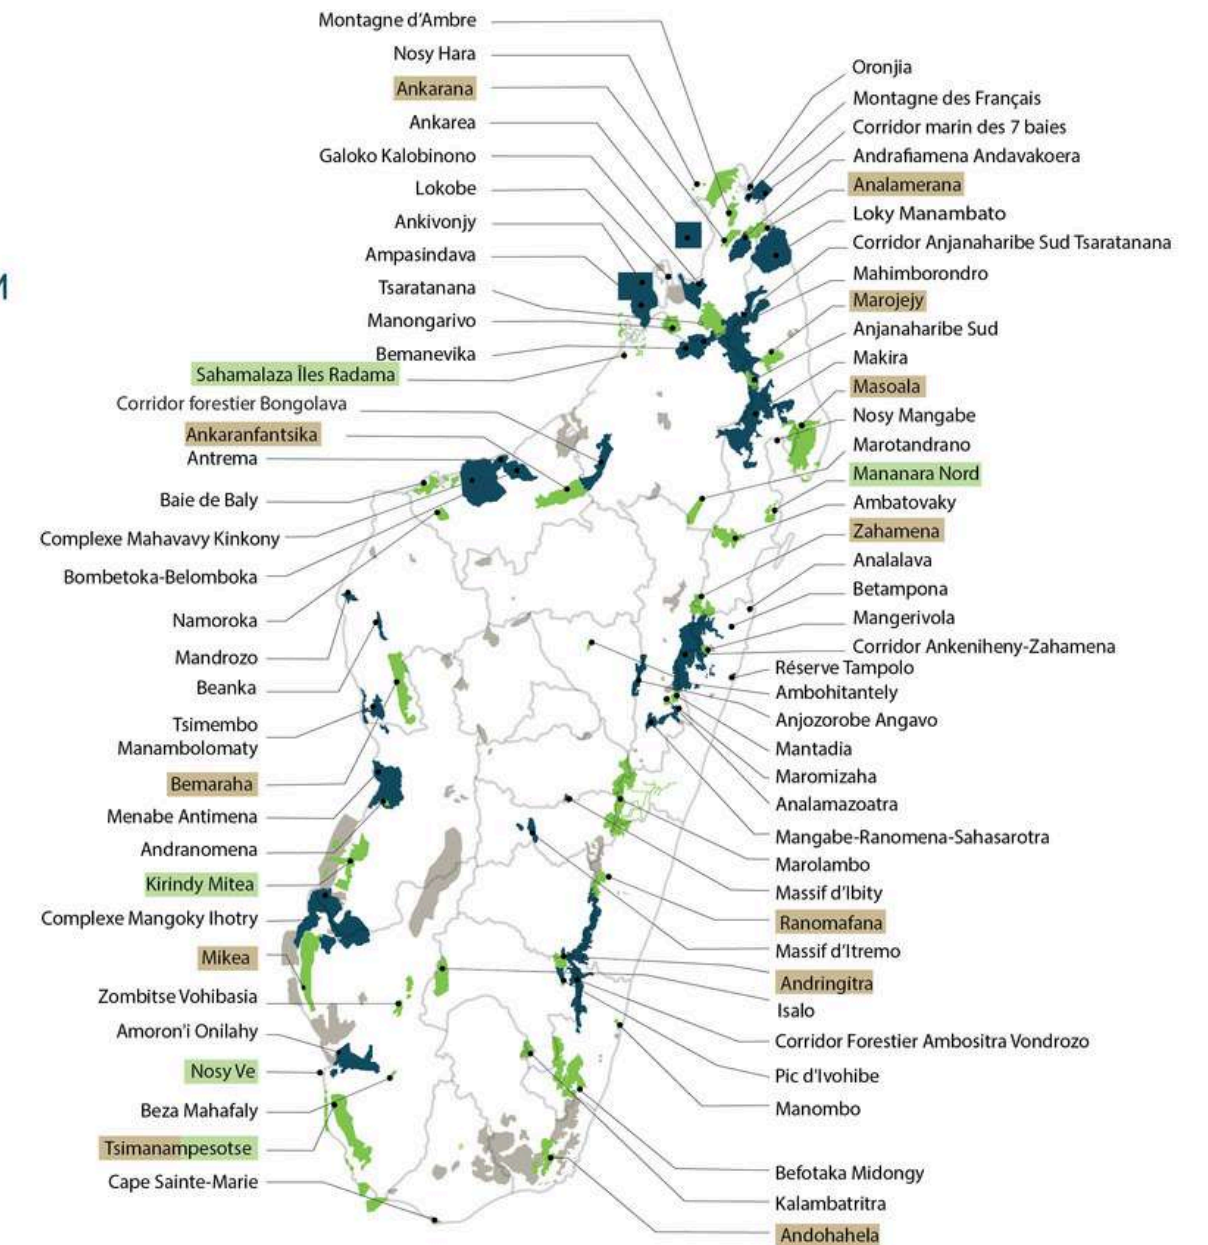 Montagne d'Ambre
Nosy Hara
Ankarana
Ankarea
Galoko Kalobinono
Lokobe
Ankivonjy
Ampasindava
Tsaratanana
Manongarivo
Bemanevika
Sahamalaza Îles Radama
Corridor forestier Bongolava
Ankaranfantsika
Antrema
Baie de Baly
Complexe Mahavavy Kinkony
Bombetoka-Belomboka
Namoroka
Mandrozo
Beanka
Tsimembo
Manambolomaty
Bemaraha
Menabe Antimena
Andranomena
Kirindy Mitea
Complexe Mangoky Ihotry
Mikea
Zombitse Vohibasia
Amoron'i Onilahy
Nosy Ve
Beza Mahafaly
Tsimanampesotse
Cape Sainte-Marie
Oronjia
Montagne des Français
Corridor marin des 7 baies
Andrafiamena Andavakoera
Analamerana
Loky Manambato
Corridor Anjanaharibe Sud Tsaratanana
Mahimborondro
Marojejy
Anjanaharibe Sud
Makira
Masoala
Nosy Mangabe
Marotandrano
Mananara Nord
Ambatovaky
Zahamena
Analalava
Betampona
Mangerivola
Corridor Ankeniheny-Zahamena
Réserve Tampolo
Ambohitantely
Anjozorobe Angavo
Mantadia
Maromizaha
Analamazoatra
Mangabe-Ranomena-Sahasarotra
Marolambo
Massif d'Ibity
Ranomafana
Massif d'Itremo
Andringitra
Isalo
Corridor Forestier Ambositra Vondrozo
Pic d'Ivohibe
Manombo
Befotaka Midongy
Kalambatritra
Andohahela